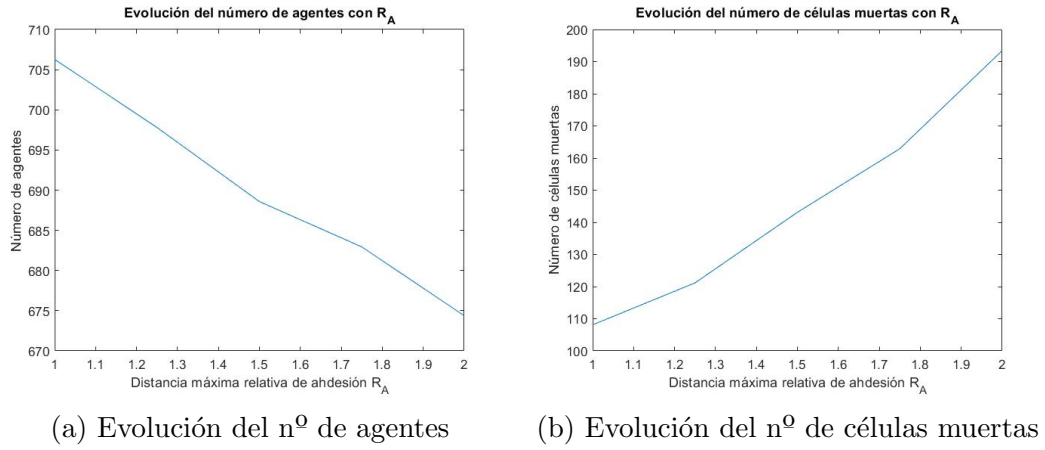 Evolución del número de agentes con R_A
710
705
700
695
690
685
680
675
670
Número de agentes
1 1.1 1.2 1.3 1.4 1.5 1.6 1.7 1.8 1.9 2
Distancia máxima relativa de ahdesión R_A
(a) Evolución del nº de agentes
Evolución del número de células muertas con R_A
200
190
180
170
160
150
140
130
120
110
100
Número de células muertas
1 1.1 1.2 1.3 1.4 1.5 1.6 1.7 1.8 1.9 2
Distancia máxima relativa de ahdesión R_A
(b) Evolución del nº de células muertas